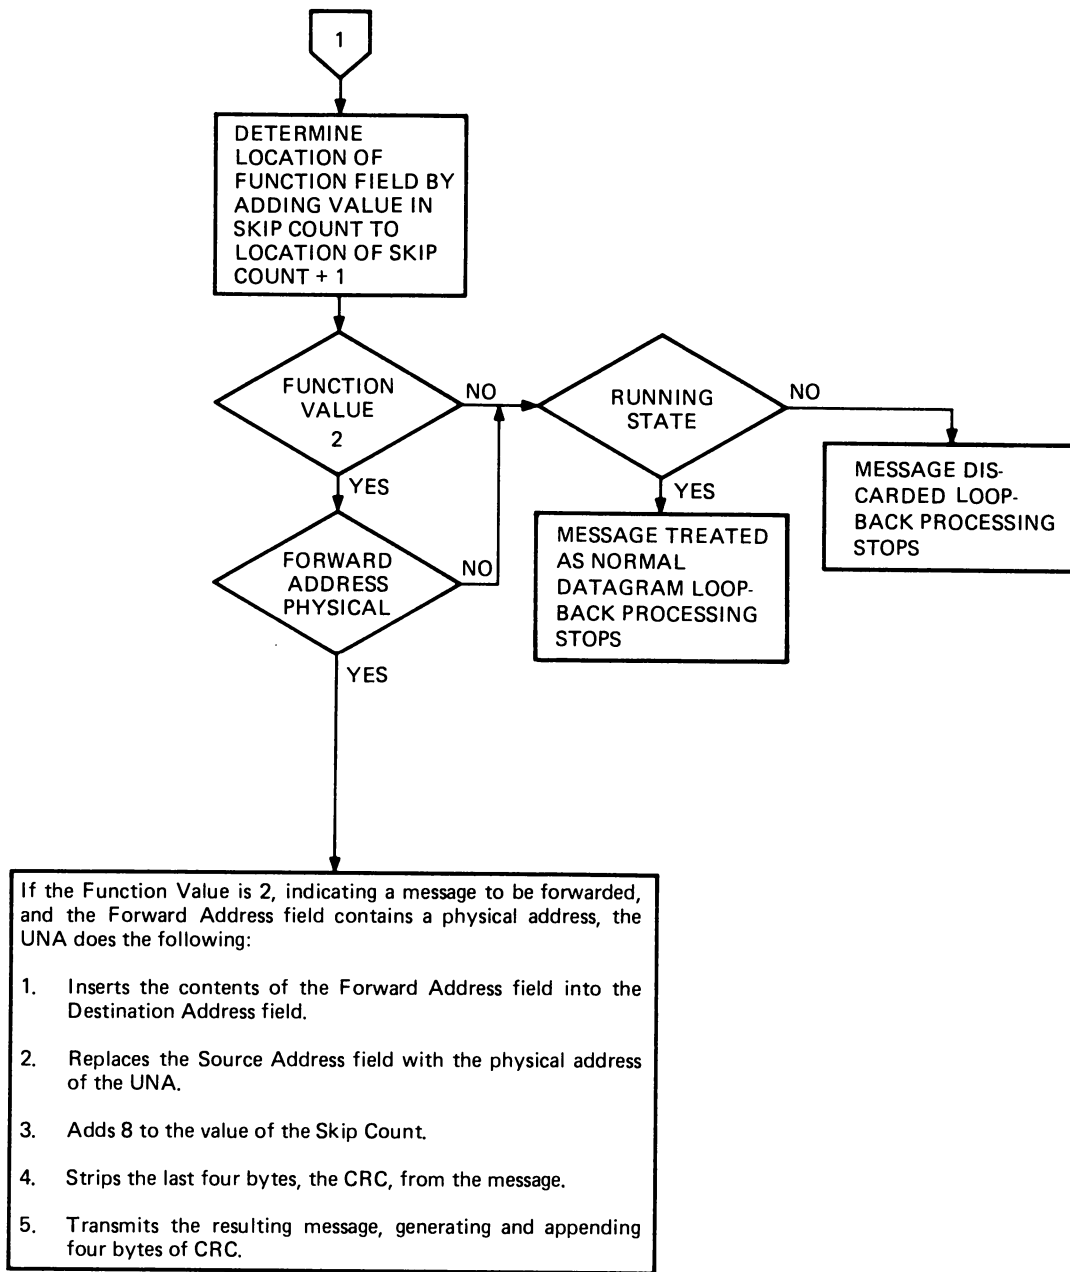 1
DETERMINE
LOCATION OF
FUNCTION FIELD BY
ADDING VALUE IN
SKIP COUNT TO
LOCATION OF SKIP
COUNT + 1
FUNCTION
VALUE
2
NO
YES
RUNNING
STATE
NO
YES
MESSAGE DIS-
CARDED LOOP-
BACK PROCESSING
STOPS
MESSAGE TREATED
AS NORMAL
DATAGRAM LOOP-
BACK PROCESSING
STOPS
FORWARD
ADDRESS
PHYSICAL
NO
YES
If the Function Value is 2, indicating a message to be forwarded,
and the Forward Address field contains a physical address, the
UNA does the following:
1. Inserts the contents of the Forward Address field into the
Destination Address field.
2. Replaces the Source Address field with the physical address
of the UNA.
3. Adds 8 to the value of the Skip Count.
4. Strips the last four bytes, the CRC, from the message.
5. Transmits the resulting message, generating and appending
four bytes of CRC.